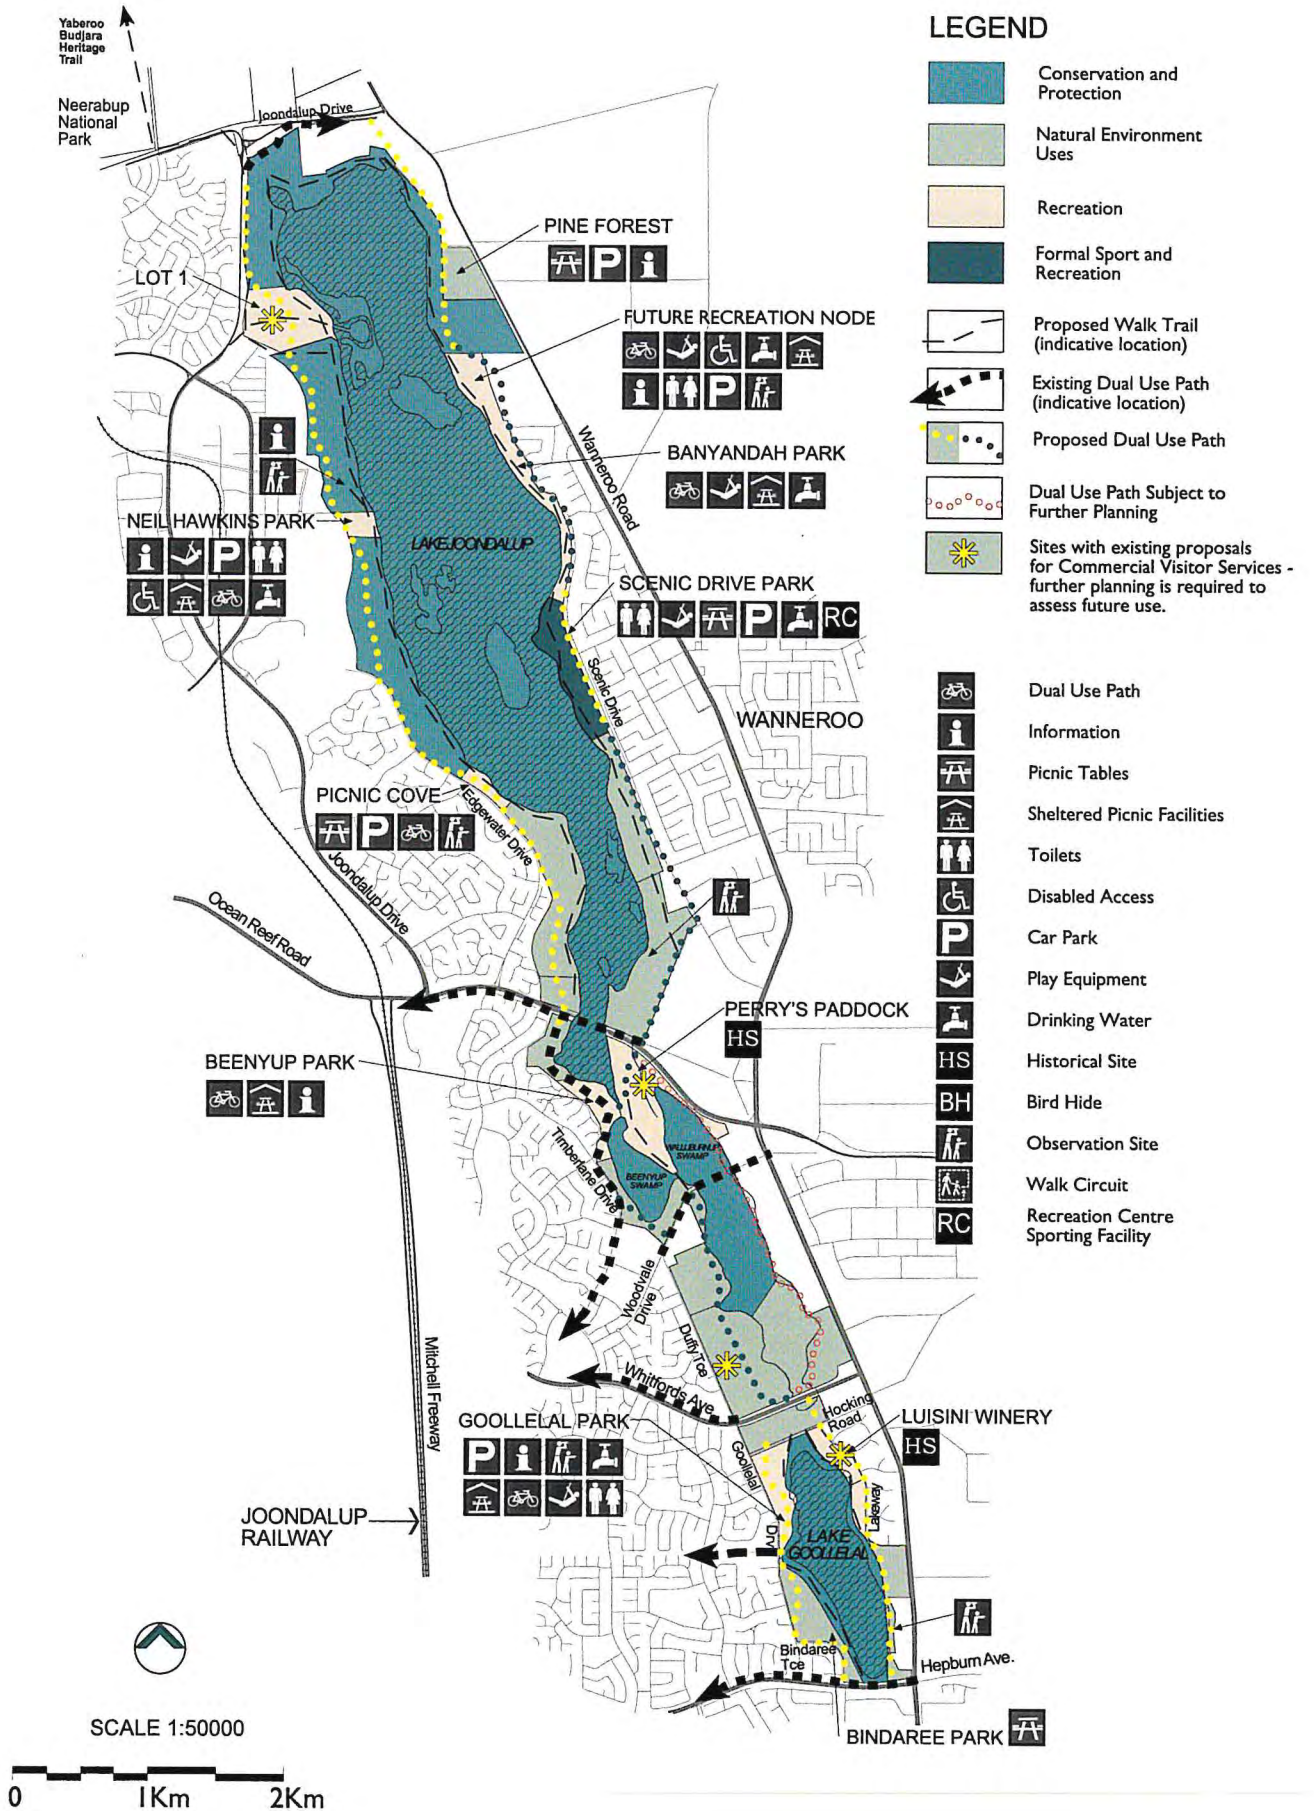 Yaberoo
Budjara
Heritage
Trail
Neerabup
National
Park
Joondalup Drive
LOT 1
PINE FOREST
P
FUTURE RECREATION NODE
P
Wanneroo Road
BANYANDAH PARK
NEIL HAWKINS PARK
P
LAKE JOONDALUP
SCENIC DRIVE PARK
P
RC
Scenic Drive
WANNEROO
PICNIC COVE
P
Edgewater Drive
Joondalup Drive
Ocean Reef Road
PERRY'S PADDOCK
HS
BEENYUP PARK
WALLUBURNUP
SWAMP
BEENYUP
SWAMP
Timberlane Drive
Woodvale
Drive
Duffy Tce
Whitfords Ave
Mitchell Freeway
Hocking
Road
LUISINI WINERY
HS
GOOLLELAL PARK
P
Goollelal
Drv
Lakeway
LAKE
GOOLLELAL
JOONDALUP
RAILWAY
Bindaree
Tce
Hepburn Ave.
BINDAREE PARK
SCALE 1:50000
0 1Km 2Km
LEGEND
Conservation and
Protection
Natural Environment
Uses
Recreation
Formal Sport and
Recreation
Proposed Walk Trail
(indicative location)
Existing Dual Use Path
(indicative location)
Proposed Dual Use Path
Dual Use Path Subject to
Further Planning
Sites with existing proposals
for Commercial Visitor Services -
further planning is required to
assess future use.
Dual Use Path
Information
Picnic Tables
Sheltered Picnic Facilities
Toilets
Disabled Access
P Car Park
Play Equipment
Drinking Water
HS Historical Site
BH Bird Hide
Observation Site
Walk Circuit
RC Recreation Centre
Sporting Facility